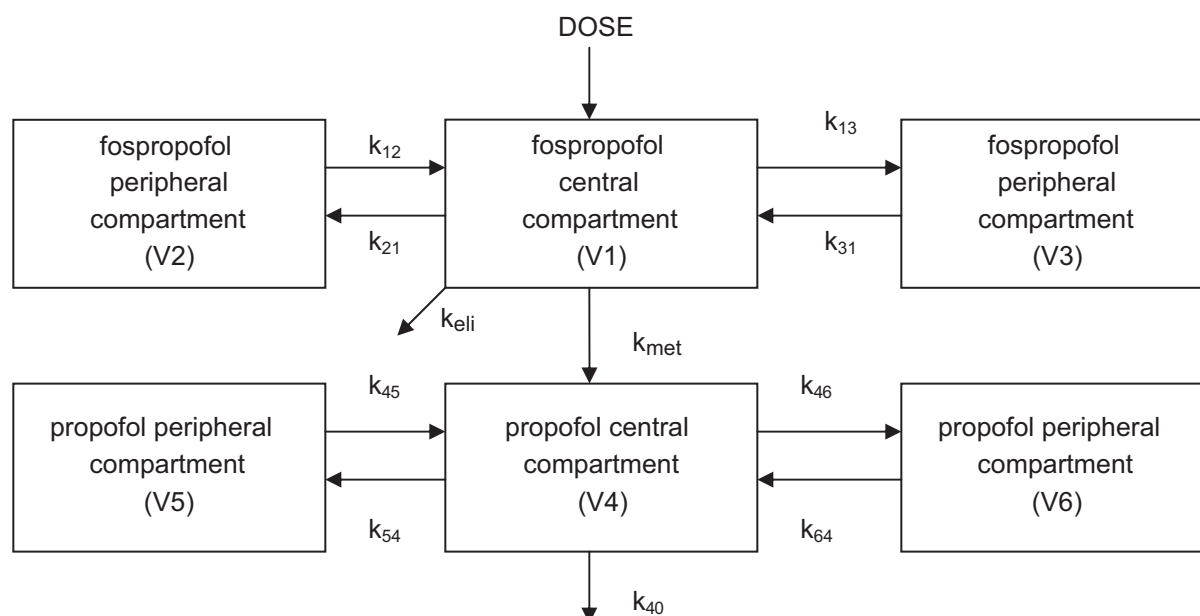 DOSE
fospropofol
peripheral
compartment
(V2)
k12
k21
fospropofol
central
compartment
(V1)
k13
k31
fospropofol
peripheral
compartment
(V3)
keli
kmet
propofol peripheral
compartment
(V5)
k45
k54
propofol central
compartment
(V4)
k46
k64
propofol peripheral
compartment
(V6)
k40